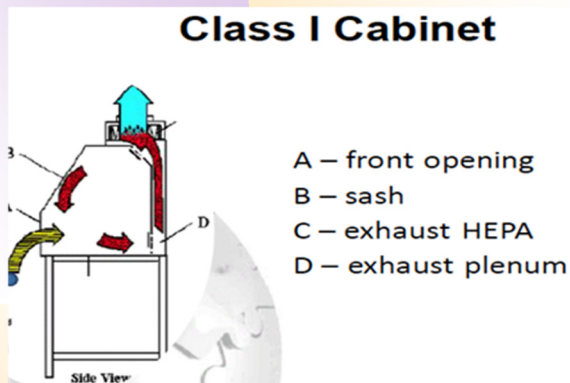 Class I Cabinet
B
A – front opening
B – sash
C – exhaust HEPA
D – exhaust plenum
D
Side View